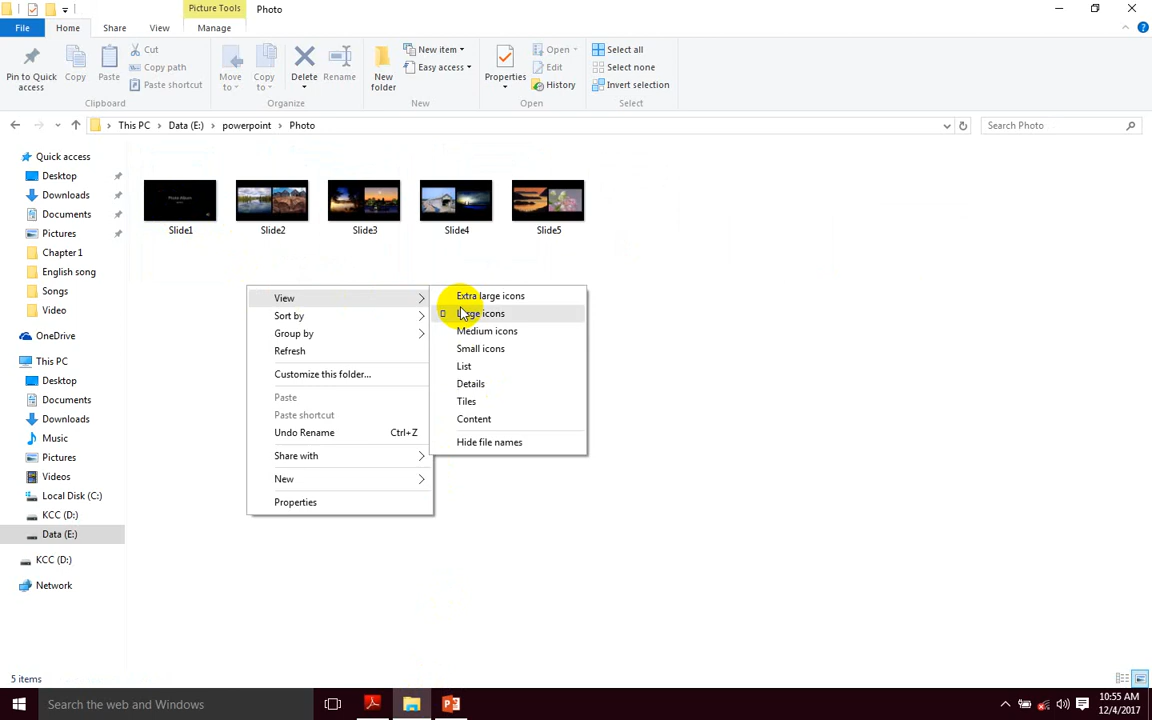 Picture Tools
Photo
File
Home
Share
View
Manage
Pin to Quick access
Copy
Paste
Cut
Copy path
Paste shortcut
Clipboard
Move to
Copy to
Delete
Rename
Organize
New folder
New item
Easy access
New
Properties
Open
Edit
History
Open
Select all
Select none
Invert selection
Select
This PC
Data (E:)
powerpoint
Photo
Search Photo
Quick access
Desktop
Downloads
Documents
Pictures
Chapter 1
English song
Songs
Video
OneDrive
This PC
Desktop
Documents
Downloads
Music
Pictures
Videos
Local Disk (C:)
KCC (D:)
Data (E:)
KCC (D:)
Network
Photo Album
Slide1
Slide2
Slide3
Slide4
Slide5
View
Sort by
Group by
Refresh
Customize this folder...
Paste
Paste shortcut
Undo Rename Ctrl+Z
Share with
New
Properties
Extra large icons
Large icons
Medium icons
Small icons
List
Details
Tiles
Content
Hide file names
5 items
Search the web and Windows
10:55 AM
12/4/2017